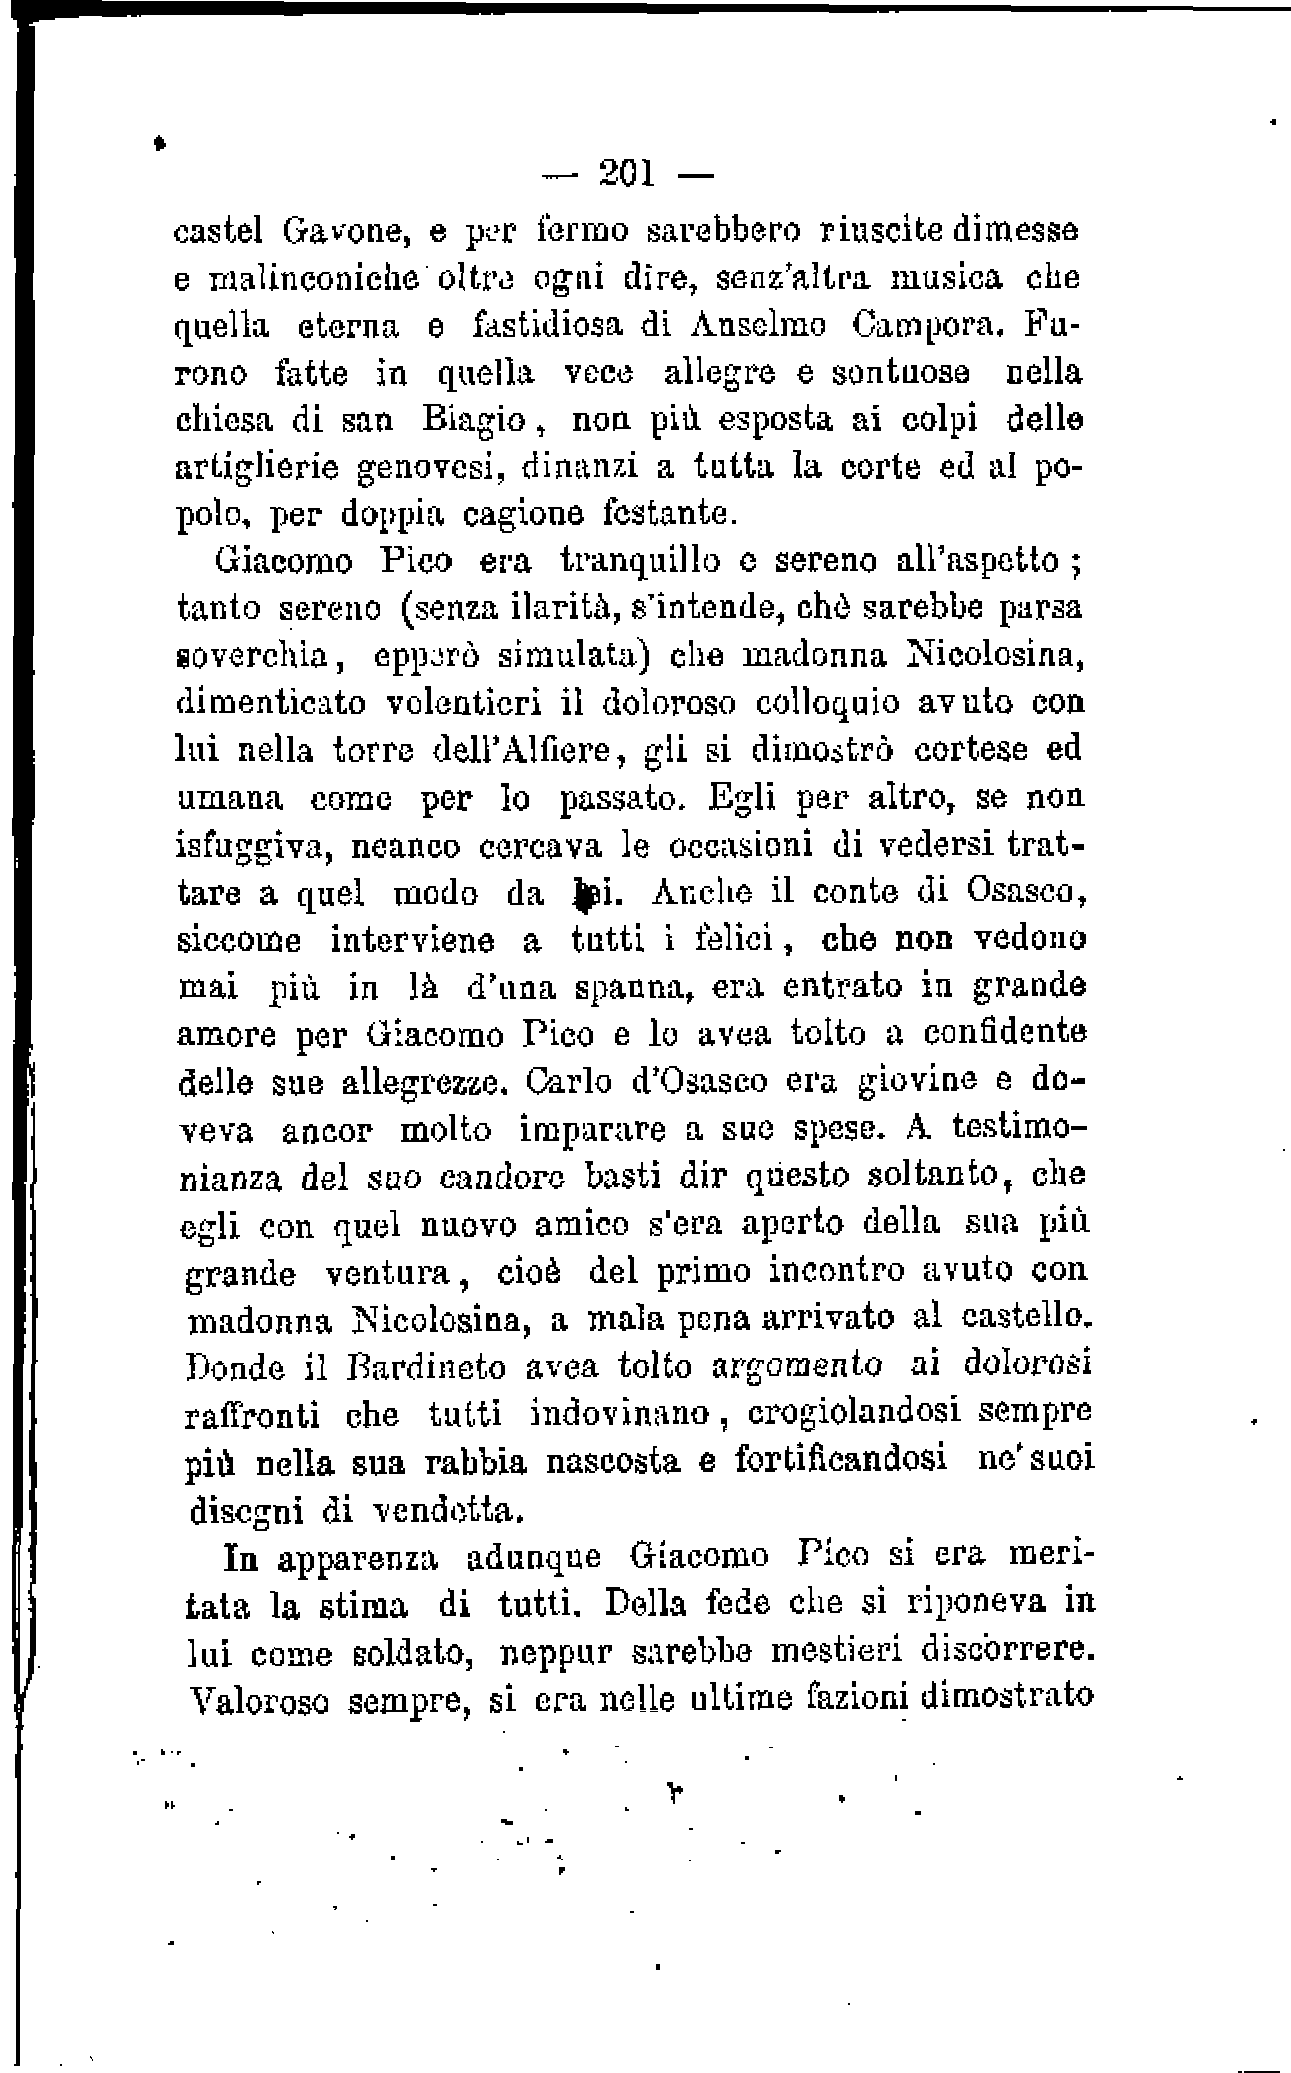 — 201 —
castel Gavone, e per fermo sarebbero riuscite dimesse
e malinconiche oltre ogni dire, senz'altra musica che
quella eterna e fastidiosa di Anselmo Campora. Fu-
rono fatte in quella vece allegre e sontuose nella
chiesa di san Biagio, non più esposta ai colpi delle
artiglierie genovesi, dinanzi a tutta la corte ed al po-
polo, per doppia cagione festante.
Giacomo Pico era tranquillo e sereno all'aspetto;
tanto sereno (senza ilarità, s'intende, chè sarebbe parsa
soverchia, epperò simulata) che madonna Nicolosina,
dimenticato volentieri il doloroso colloquio avuto con
lui nella torre dell'Alfiere, gli si dimostrò cortese ed
umana come per lo passato. Egli per altro, se non
isfuggiva, neanco cercava le occasioni di vedersi trat-
tare a quel modo da lei. Anche il conte di Osasco,
siccome interviene a tutti i felici, che non vedono
mai più in là d'una spanna, era entrato in grande
amore per Giacomo Pico e lo avea tolto a confidente
delle sue allegrezze. Carlo d'Osasco era giovine e do-
veva ancor molto imparare a sue spese. A testimo-
nianza del suo candore basti dir questo soltanto, che
egli con quel nuovo amico s'era aperto della sua più
grande ventura, cioè del primo incontro avuto con
madonna Nicolosina, a mala pena arrivato al castello.
Donde il Bardineto avea tolto argomento ai dolorosi
raffronti che tutti indovinano, crogiolandosi sempre
più nella sua rabbia nascosta e fortificandosi ne' suoi
disegni di vendetta.
In apparenza adunque Giacomo Pico si era meri-
tata la stima di tutti. Della fede che si riponeva in
lui come soldato, neppur sarebbe mestieri discorrere.
Valoroso sempre, si era nelle ultime fazioni dimostrato